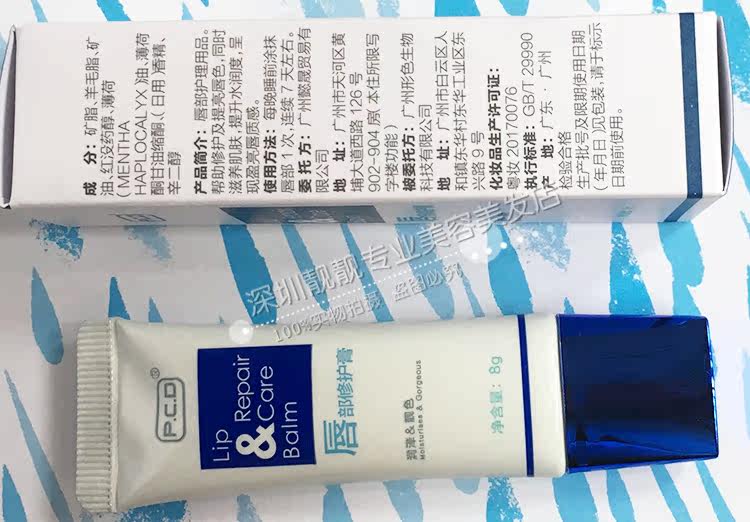 成 分：矿脂、羊毛脂、矿
油、红没药醇、薄荷
（MENTHA
HAPLOCALYX）油、薄荷
酮甘油缩酮、（日用）香精、
辛二醇
产品简介：唇部护理用品。
帮助修护及提亮唇色，同时
滋养肌肤，提升水润度，呈
现盈亮唇质感。
使用方法：每晚睡前涂抹
唇部1次，连续7天左右。
委托方：广州懿晟贸易有
限公司
地 址：广州市天河区黄
埔大道西路126号
902-904房（本住所限写
字楼功能）
被委托方：广州形色生物
科技有限公司
地 址：广州市白云区人
和镇东华村东华工业区东
兴路9号
化妆品生产许可证：
粤妆20170076
执行标准：GB/T 29990
产 地：广东·广州
检验合格
生产批号及限期使用日期
（年月日）见包装，请于标示
日期前使用。
深圳靓靓专业美容美发店
100%实物拍摄 盗图必究
P.C.D®
Lip
Repair
& Care
Balm
唇部修护膏
润泽&靓色
Moisturises & Gorgeous
净含量：8g